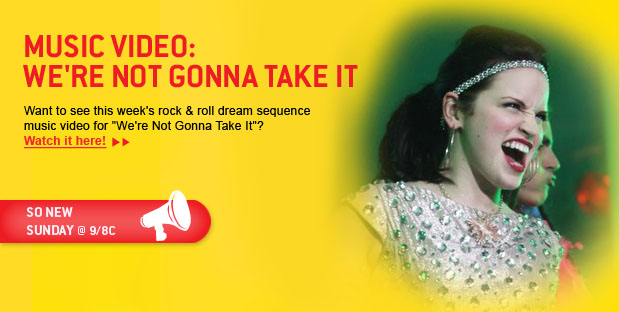 MUSIC VIDEO:
WE'RE NOT GONNA TAKE IT
Want to see this week's rock & roll dream sequence
music video for "We're Not Gonna Take It"?
Watch it here!
SO NEW
SUNDAY @ 9/8C